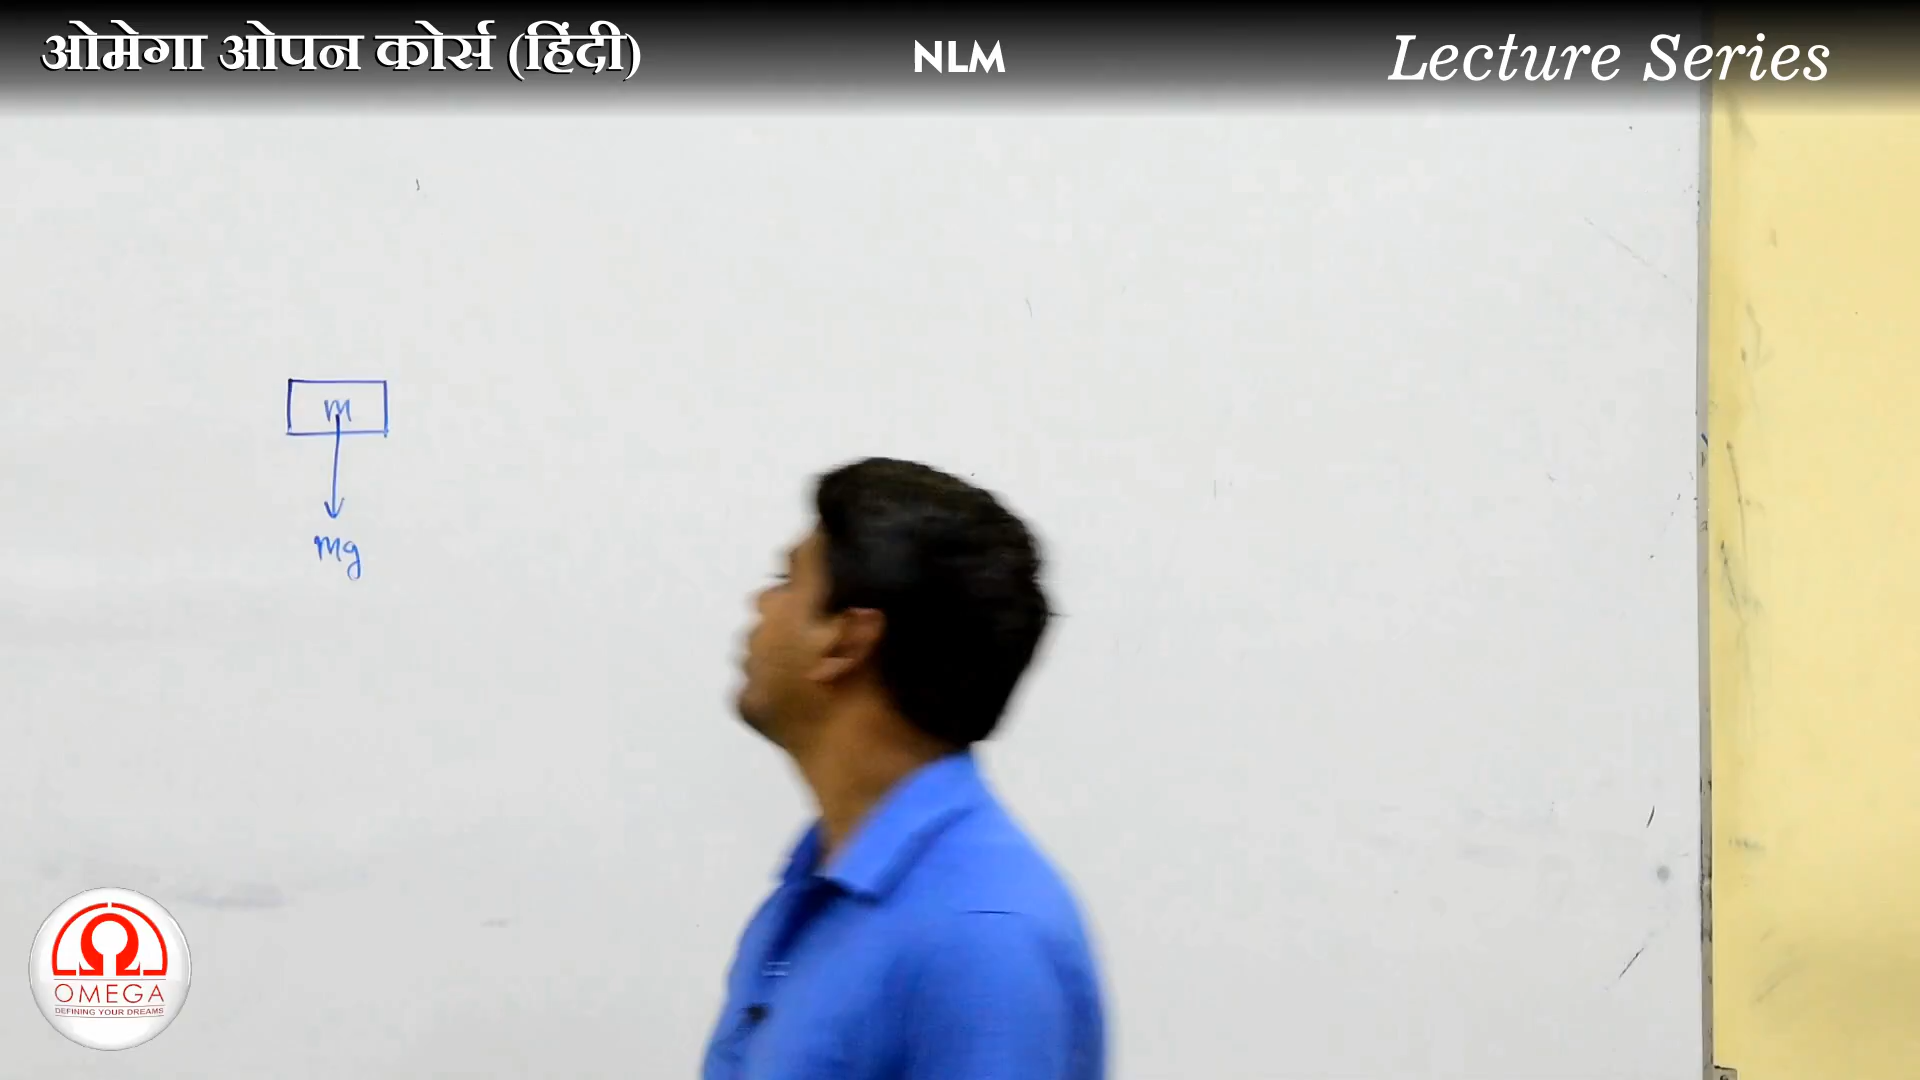 ओमेगा ओपन कोर्स (हिंदी)
NLM
Lecture Series
m
mg
OMEGA
DEFINING YOUR DREAMS